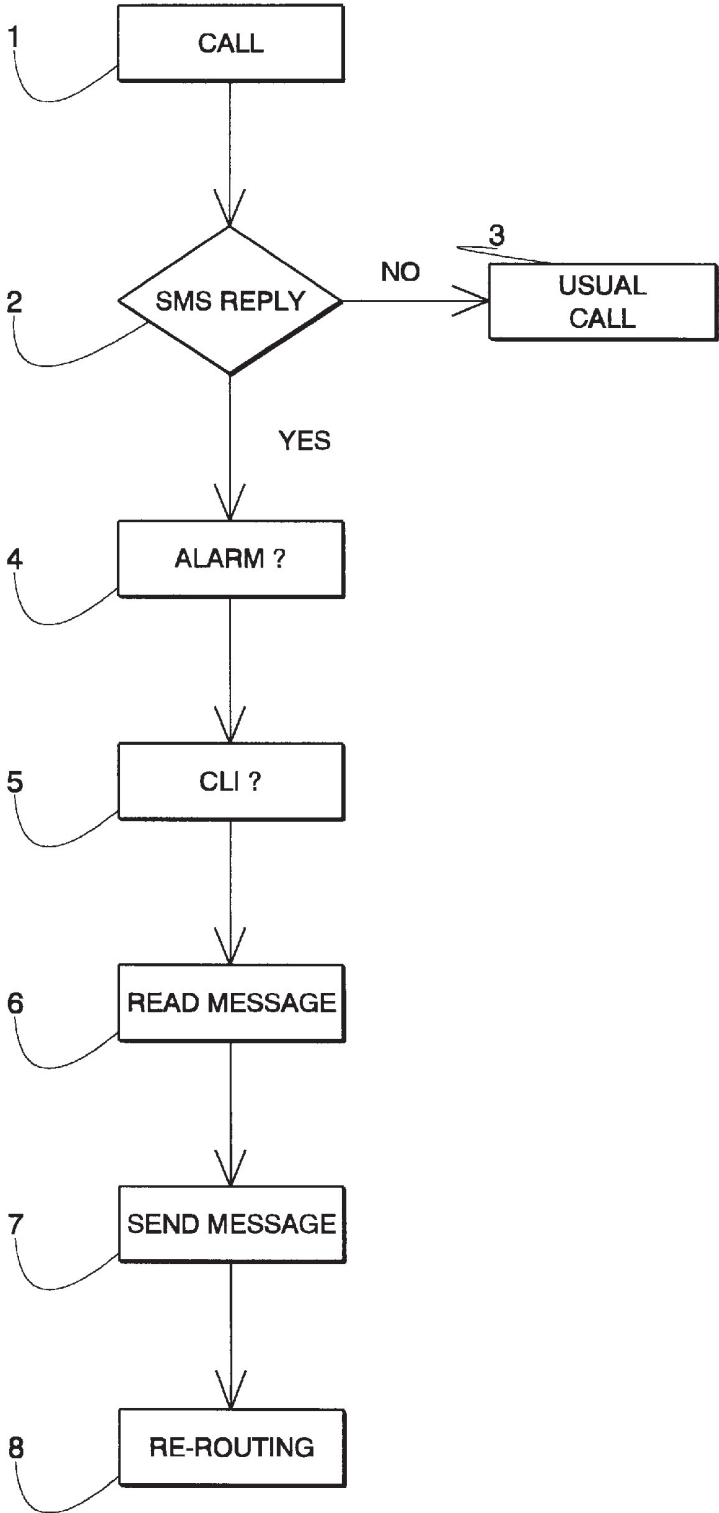 1
CALL
2
SMS REPLY
NO
3
USUAL
CALL
YES
4
ALARM ?
5
CLI ?
6
READ MESSAGE
7
SEND MESSAGE
8
RE-ROUTING